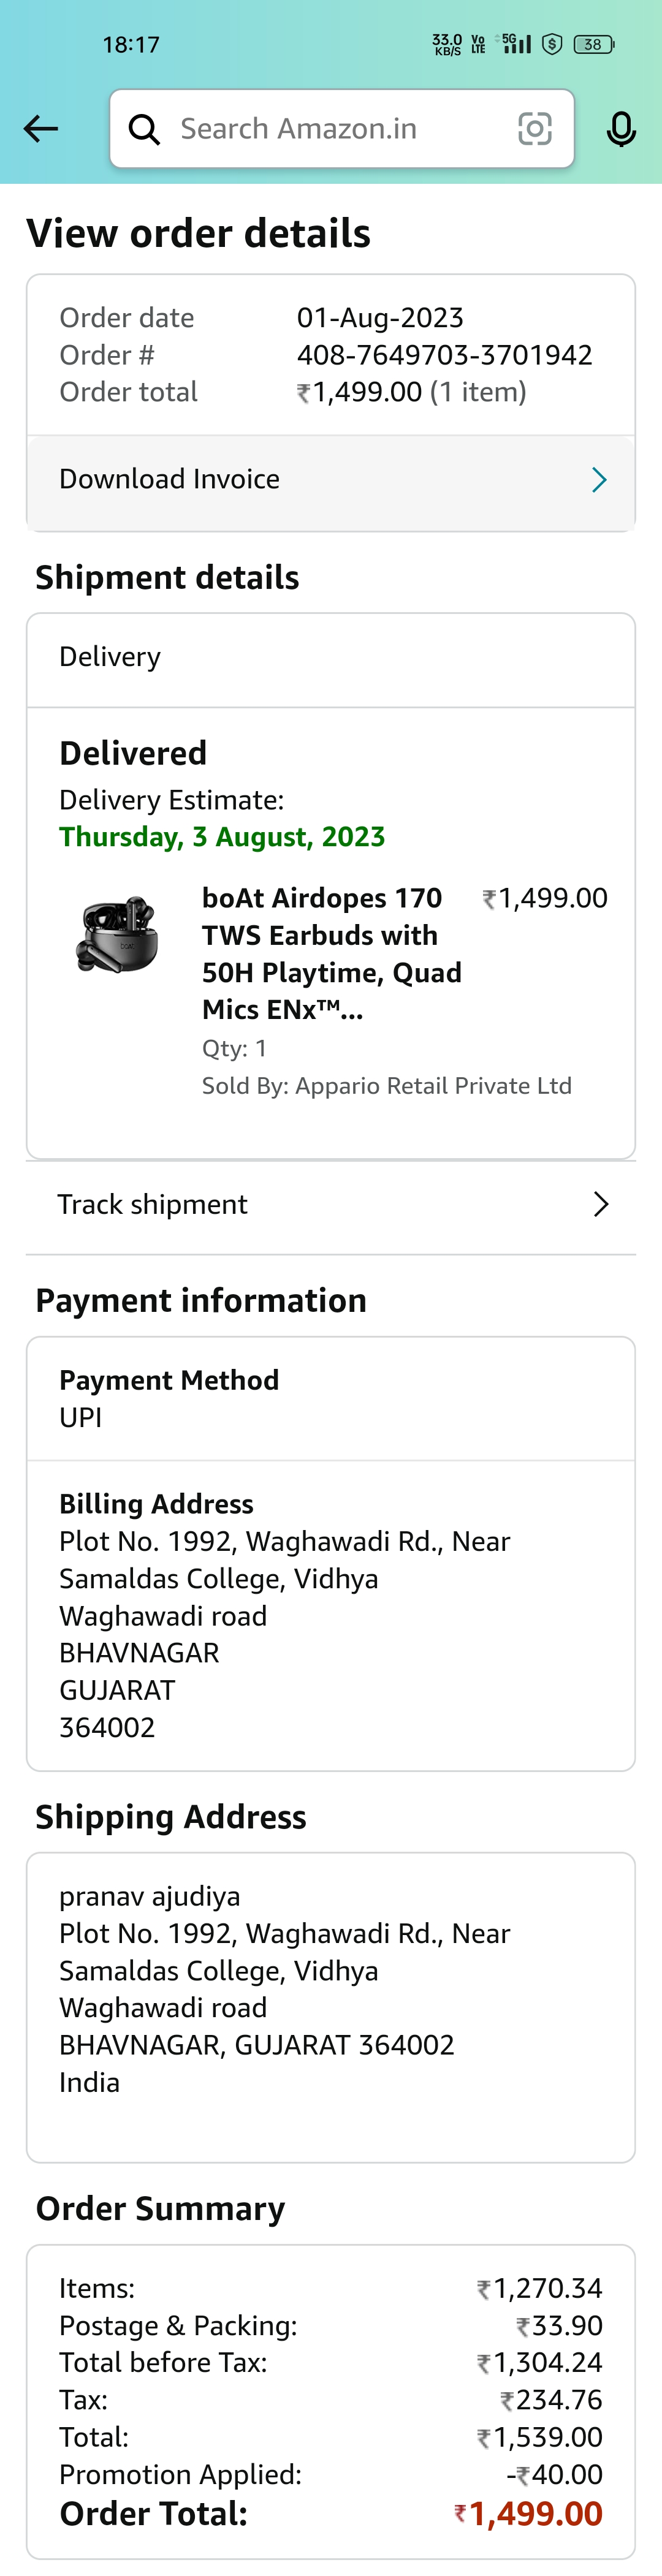 18:17
33.0 KB/S Vo LTE 5G 38
Search Amazon.in
View order details
Order date 01-Aug-2023
Order # 408-7649703-3701942
Order total ₹1,499.00 (1 item)
Download Invoice
Shipment details
Delivery
Delivered
Delivery Estimate:
Thursday, 3 August, 2023
boAt Airdopes 170 ₹1,499.00
TWS Earbuds with
50H Playtime, Quad
Mics ENx™...
Qty: 1
Sold By: Appario Retail Private Ltd
Track shipment
Payment information
Payment Method
UPI
Billing Address
Plot No. 1992, Waghawadi Rd., Near
Samaldas College, Vidhya
Waghawadi road
BHAVNAGAR
GUJARAT
364002
Shipping Address
pranav ajudiya
Plot No. 1992, Waghawadi Rd., Near
Samaldas College, Vidhya
Waghawadi road
BHAVNAGAR, GUJARAT 364002
India
Order Summary
Items: ₹1,270.34
Postage & Packing: ₹33.90
Total before Tax: ₹1,304.24
Tax: ₹234.76
Total: ₹1,539.00
Promotion Applied: -₹40.00
Order Total: ₹1,499.00